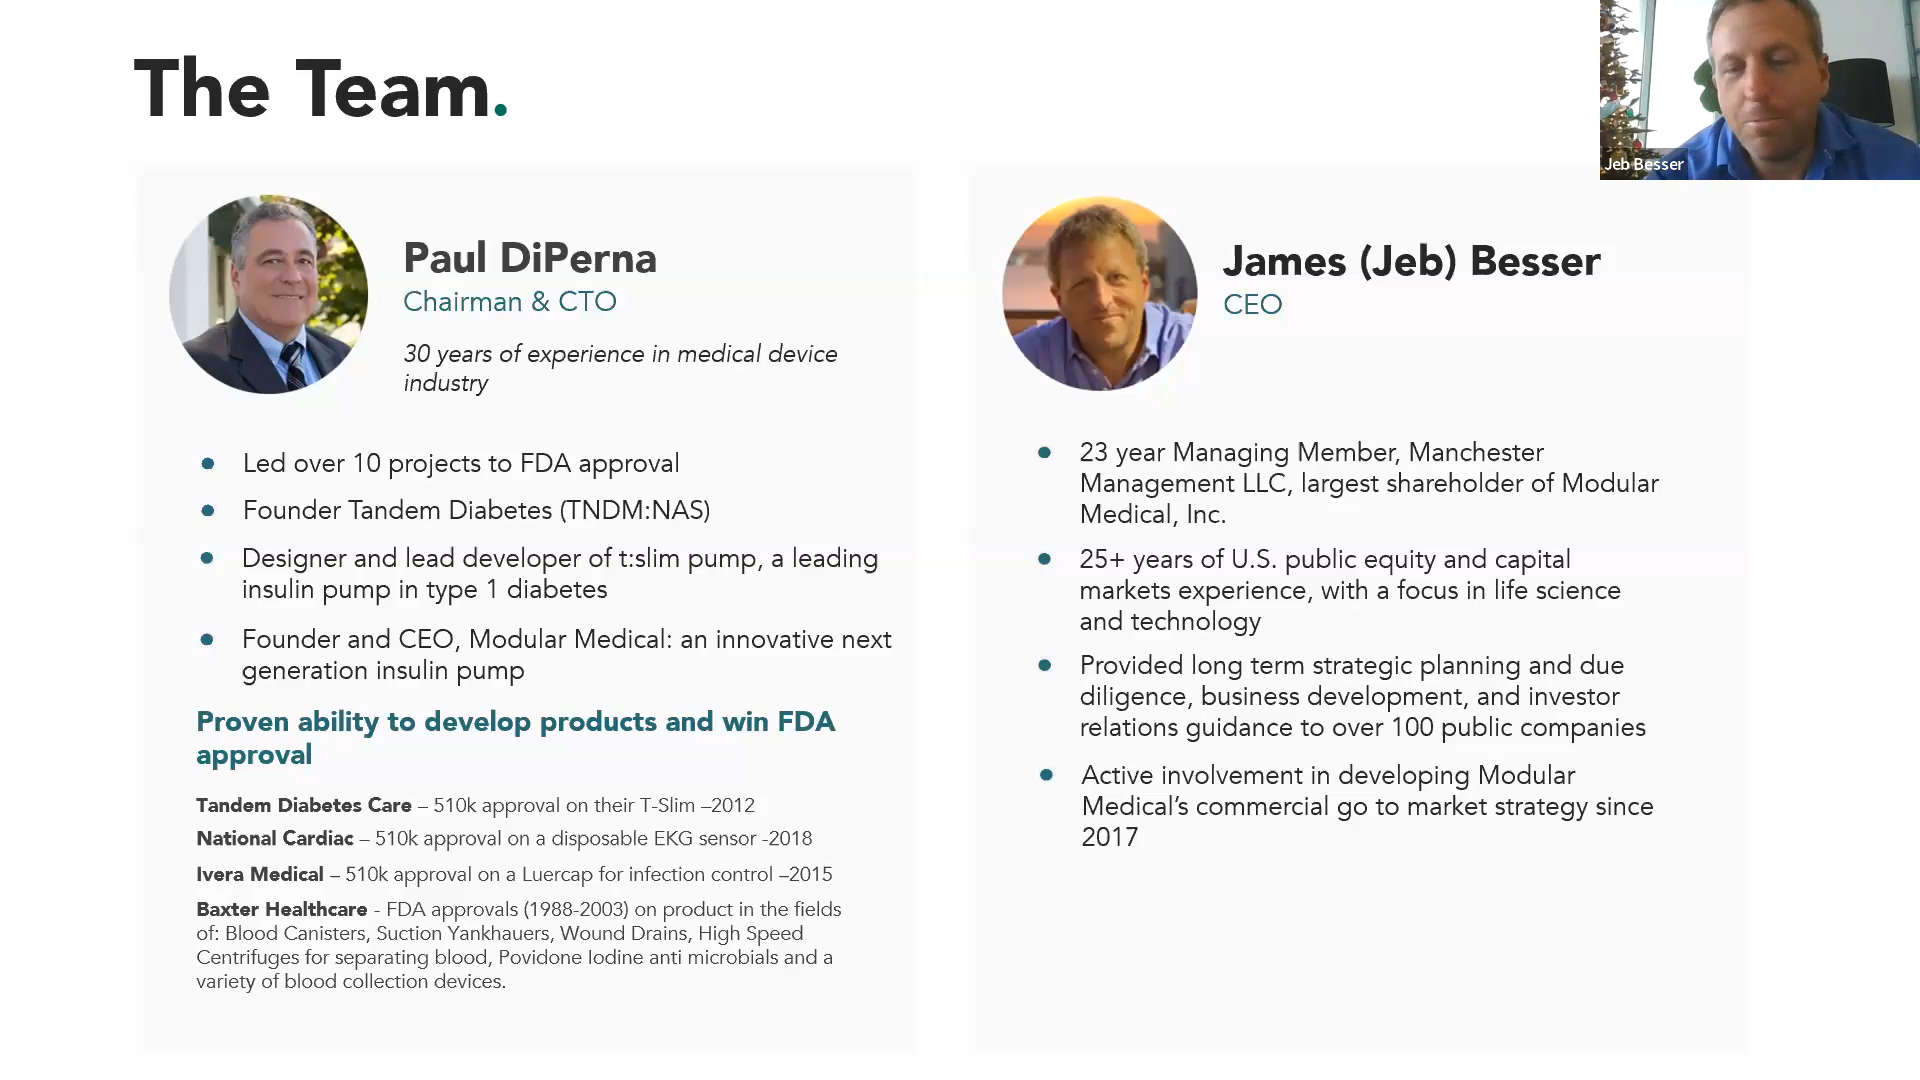 The Team.
Jeb Besser
Paul DiPerna
Chairman & CTO
30 years of experience in medical device
industry
• Led over 10 projects to FDA approval
• Founder Tandem Diabetes (TNDM:NAS)
• Designer and lead developer of t:slim pump, a leading
insulin pump in type 1 diabetes
• Founder and CEO, Modular Medical: an innovative next
generation insulin pump
Proven ability to develop products and win FDA
approval
Tandem Diabetes Care – 510k approval on their T-Slim –2012
National Cardiac – 510k approval on a disposable EKG sensor -2018
Ivera Medical – 510k approval on a Luercap for infection control –2015
Baxter Healthcare - FDA approvals (1988-2003) on product in the fields
of: Blood Canisters, Suction Yankhauers, Wound Drains, High Speed
Centrifuges for separating blood, Povidone Iodine anti microbials and a
variety of blood collection devices.
James (Jeb) Besser
CEO
• 23 year Managing Member, Manchester
Management LLC, largest shareholder of Modular
Medical, Inc.
• 25+ years of U.S. public equity and capital
markets experience, with a focus in life science
and technology
• Provided long term strategic planning and due
diligence, business development, and investor
relations guidance to over 100 public companies
• Active involvement in developing Modular
Medical’s commercial go to market strategy since
2017